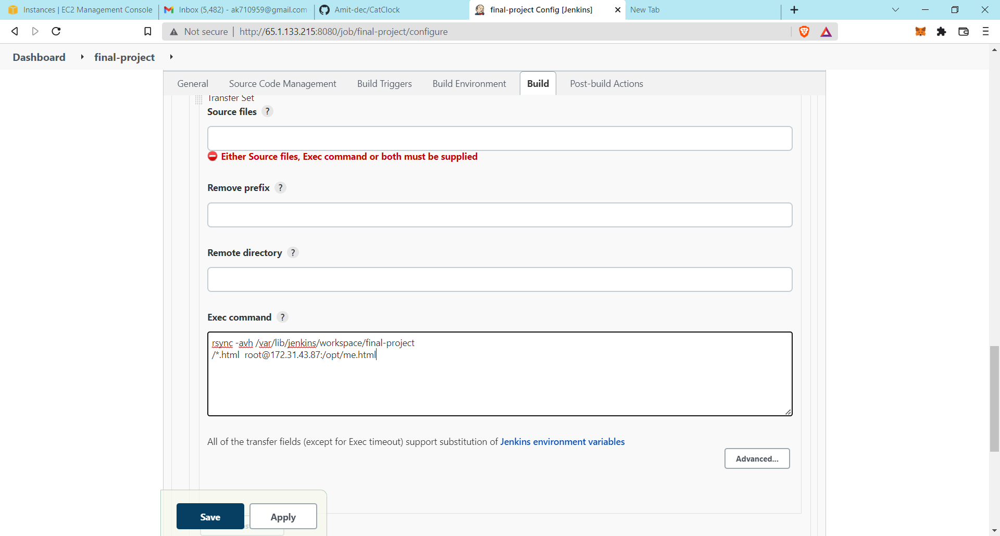 Instances | EC2 Management Console
Inbox (5,482) - ak710959@gmail.com
Amit-dec/CatClock
final-project Config [Jenkins]
New Tab
Not secure
http://65.1.133.215:8080/job/final-project/configure
Dashboard
final-project
General
Source Code Management
Build Triggers
Build Environment
Build
Post-build Actions
Transfer Set
Source files ?
Either Source files, Exec command or both must be supplied
Remove prefix ?
Remote directory ?
Exec command ?
rsync -avh /var/lib/jenkins/workspace/final-project
/*.html  root@172.31.43.87:/opt/me.html
All of the transfer fields (except for Exec timeout) support substitution of Jenkins environment variables
Advanced...
Save
Apply